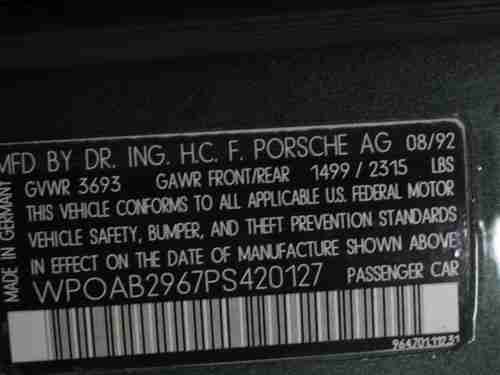 MFD BY DR. ING. H.C. F. PORSCHE AG 08/92
GVWR 3693 GAWR FRONT/REAR 1499 / 2315 LBS
THIS VEHICLE CONFORMS TO ALL APPLICABLE U.S. FEDERAL MOTOR
VEHICLE SAFETY, BUMPER, AND THEFT PREVENTION STANDARDS
IN EFFECT ON THE DATE OF MANUFACTURE SHOWN ABOVE
WPOAB2967PS420127 PASSENGER CAR
96470111231
MADE IN GERMANY